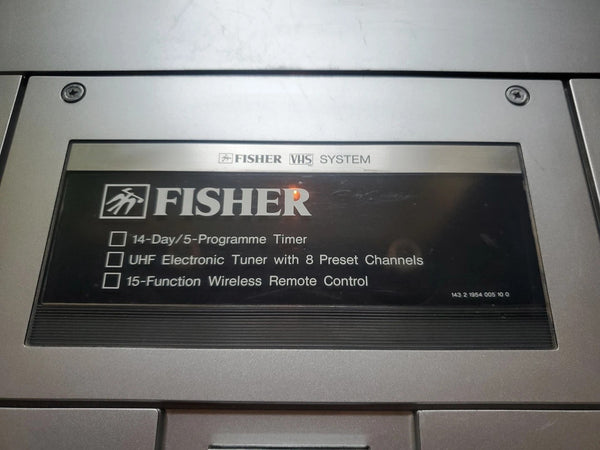 FISHER VHS SYSTEM
FISHER
14-Day/5-Programme Timer
UHF Electronic Tuner with 8 Preset Channels
15-Function Wireless Remote Control
143 2 1954 005 10 0